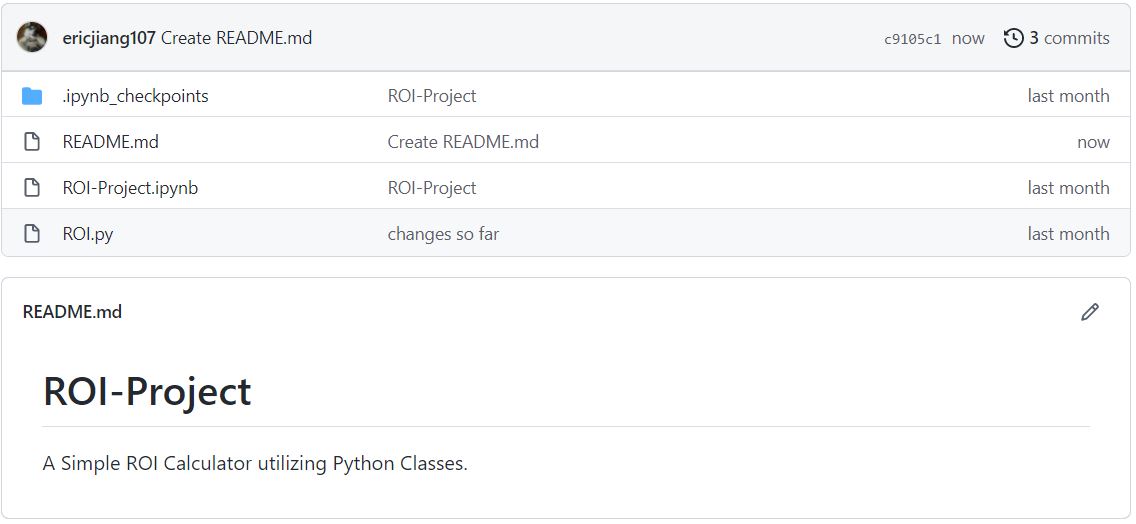 ericjiang107 Create README.md c9105c1 now 3 commits
.ipynb_checkpoints ROI-Project last month
README.md Create README.md now
ROI-Project.ipynb ROI-Project last month
ROI.py changes so far last month
README.md
ROI-Project
A Simple ROI Calculator utilizing Python Classes.